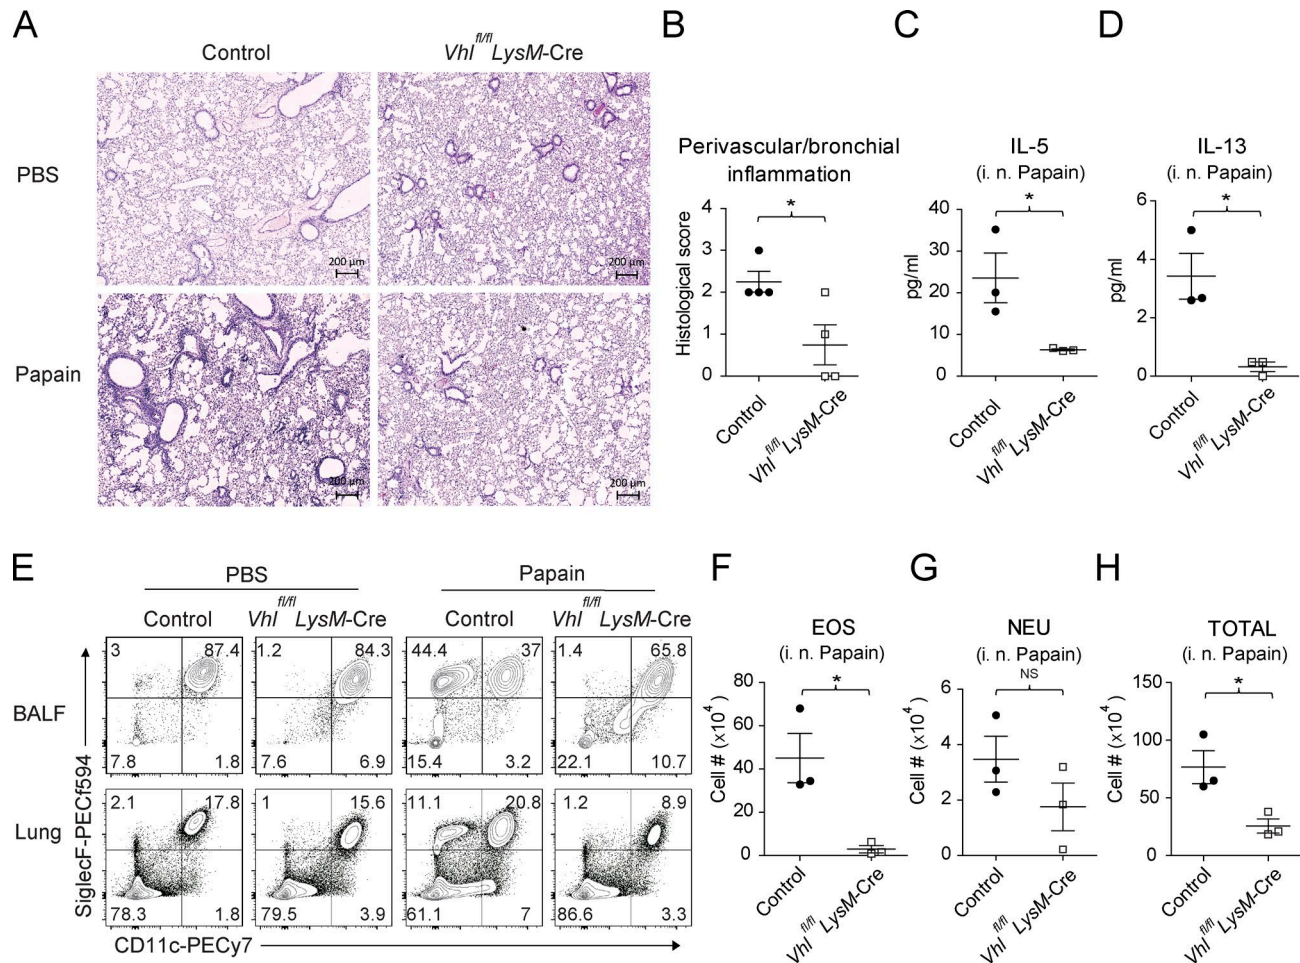 A
Control
Vhl fl/fl LysM-Cre
PBS
Papain
200 μm
200 μm
200 μm
200 μm
B
Perivascular/bronchial
inflammation
*
Histological score
4
3
2
1
0
Control
Vhl fl/fl LysM-Cre
C
IL-5
(i. n. Papain)
*
pg/ml
40
30
20
10
0
Control
Vhl fl/fl LysM-Cre
D
IL-13
(i. n. Papain)
*
pg/ml
6
4
2
0
Control
Vhl fl/fl LysM-Cre
E
PBS
Papain
Control
Vhl fl/fl LysM-Cre
Control
Vhl fl/fl LysM-Cre
BALF
3 87.4
7.8 1.8
1.2 84.3
7.6 6.9
44.4 37
15.4 3.2
1.4 65.8
22.1 10.7
Lung
2.1 17.8
78.3 1.8
1 15.6
79.5 3.9
11.1 20.8
61.1 7
1.2 8.9
86.6 3.3
SiglecF-PECf594
CD11c-PECy7
F
EOS
(i. n. Papain)
*
Cell # (x10⁴)
80
60
40
20
0
Control
Vhl fl/fl LysM-Cre
G
NEU
(i. n. Papain)
NS
Cell # (x10⁴)
6
4
2
0
Control
Vhl fl/fl LysM-Cre
H
TOTAL
(i. n. Papain)
*
Cell # (x10⁴)
150
100
50
0
Control
Vhl fl/fl LysM-Cre